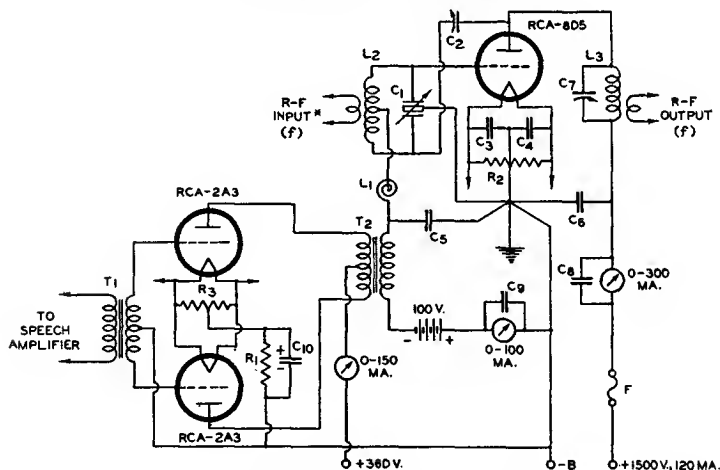 RCA-805
C2
L2
L3
C1
C7
R-F
INPUT*
(f)
R-F
OUTPUT
(f)
C3
C4
R2
L1
RCA-2A3
T2
C6
C5
T1
R3
C8
0-300
MA.
C9
100 V.
TO
SPEECH
AMPLIFIER
- +
R1
+
-
C10
0-150
MA.
0-100
MA.
F
RCA-2A3
+360 V.
-B
+1500 V., 120 MA.